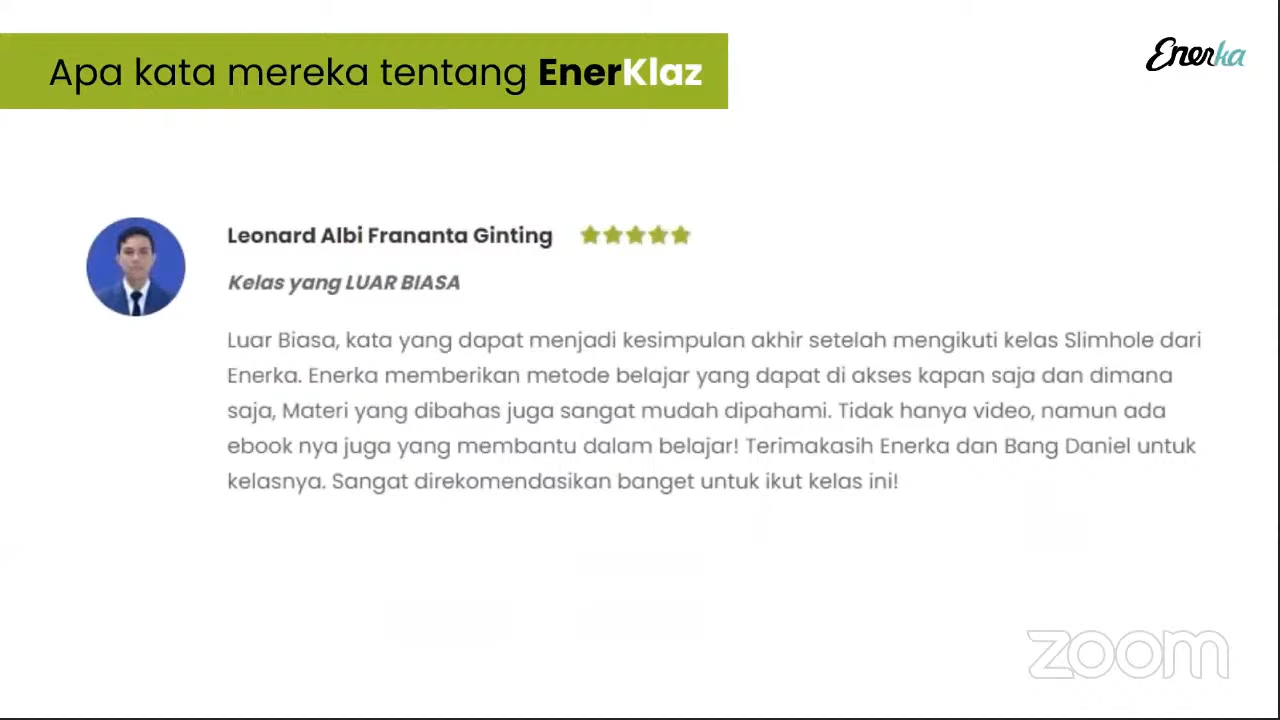 Apa kata mereka tentang EnerKlaz
Enerka
Leonard Albi Frananta Ginting
Kelas yang LUAR BIASA
Luar Biasa, kata yang dapat menjadi kesimpulan akhir setelah mengikuti kelas Slimhole dari
Enerka. Enerka memberikan metode belajar yang dapat di akses kapan saja dan dimana
saja, Materi yang dibahas juga sangat mudah dipahami. Tidak hanya video, namun ada
ebook nya juga yang membantu dalam belajar! Terimakasih Enerka dan Bang Daniel untuk
kelasnya. Sangat direkomendasikan banget untuk ikut kelas ini!
zoom